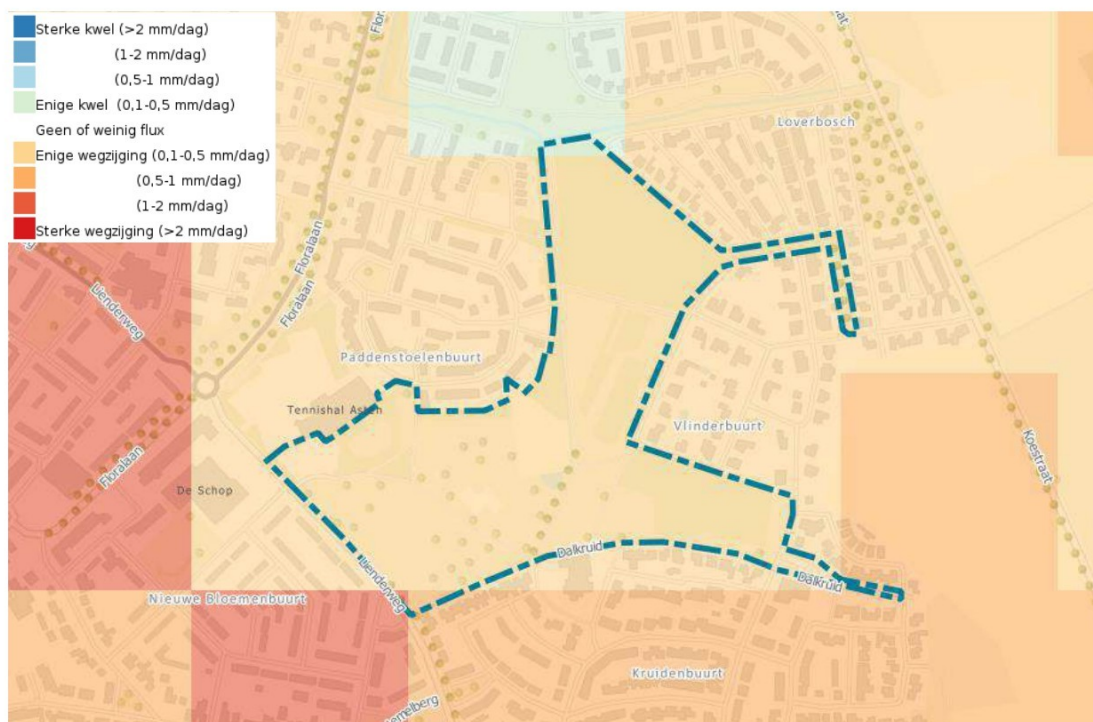 Sterke kwel (>2 mm/dag)
(1-2 mm/dag)
(0,5-1 mm/dag)
Enige kwel (0,1-0,5 mm/dag)
Geen of weinig flux
Enige wegzijging (0,1-0,5 mm/dag)
(0,5-1 mm/dag)
(1-2 mm/dag)
Sterke wegzijging (>2 mm/dag)
Loverbosch
Floralaan
Floralaan
Lienderweg
Paddenstoelenbuurt
Tennishal Asten
Vlinderbuurt
Koestraat
Floralaan
De Schop
Dalkruid
Lienderweg
Dalkruid
Nieuwe Bloemenbuurt
Kruidenbuurt